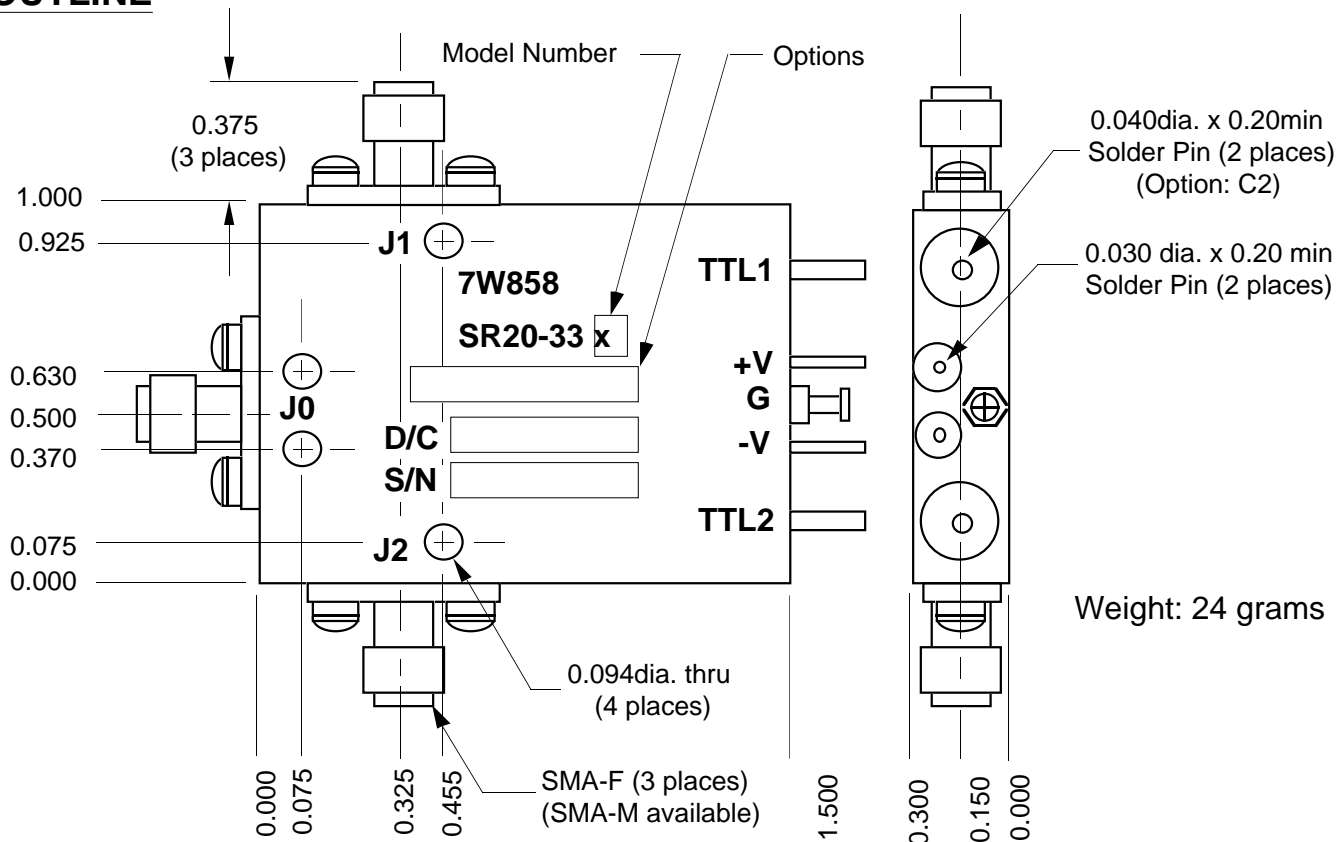 OUTLINE
Model Number
Options
0.375
(3 places)
0.040dia. x 0.20min
Solder Pin (2 places)
(Option: C2)
1.000
0.925
J1
7W858
SR20-33 x
TTL1
0.030 dia. x 0.20 min
Solder Pin (2 places)
0.630
0.500
0.370
J0
+V
G
-V
D/C
S/N
TTL2
0.075
0.000
J2
Weight: 24 grams
0.094dia. thru
(4 places)
SMA-F (3 places)
(SMA-M available)
0.000
0.075
0.325
0.455
1.500
0.300
0.150
0.000